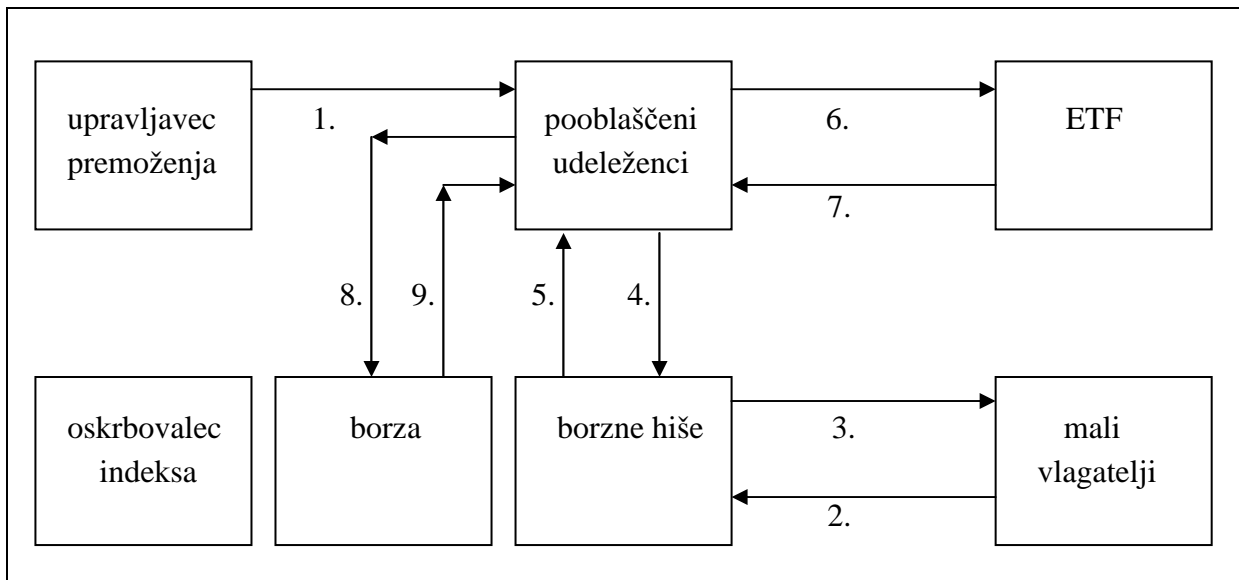 upravljavec
premoženja
1.
pooblaščeni
udeleženci
6.
ETF
7.
8.
9.
5.
4.
oskrbovalec
indeksa
borza
borzne hiše
3.
mali
vlagatelji
2.